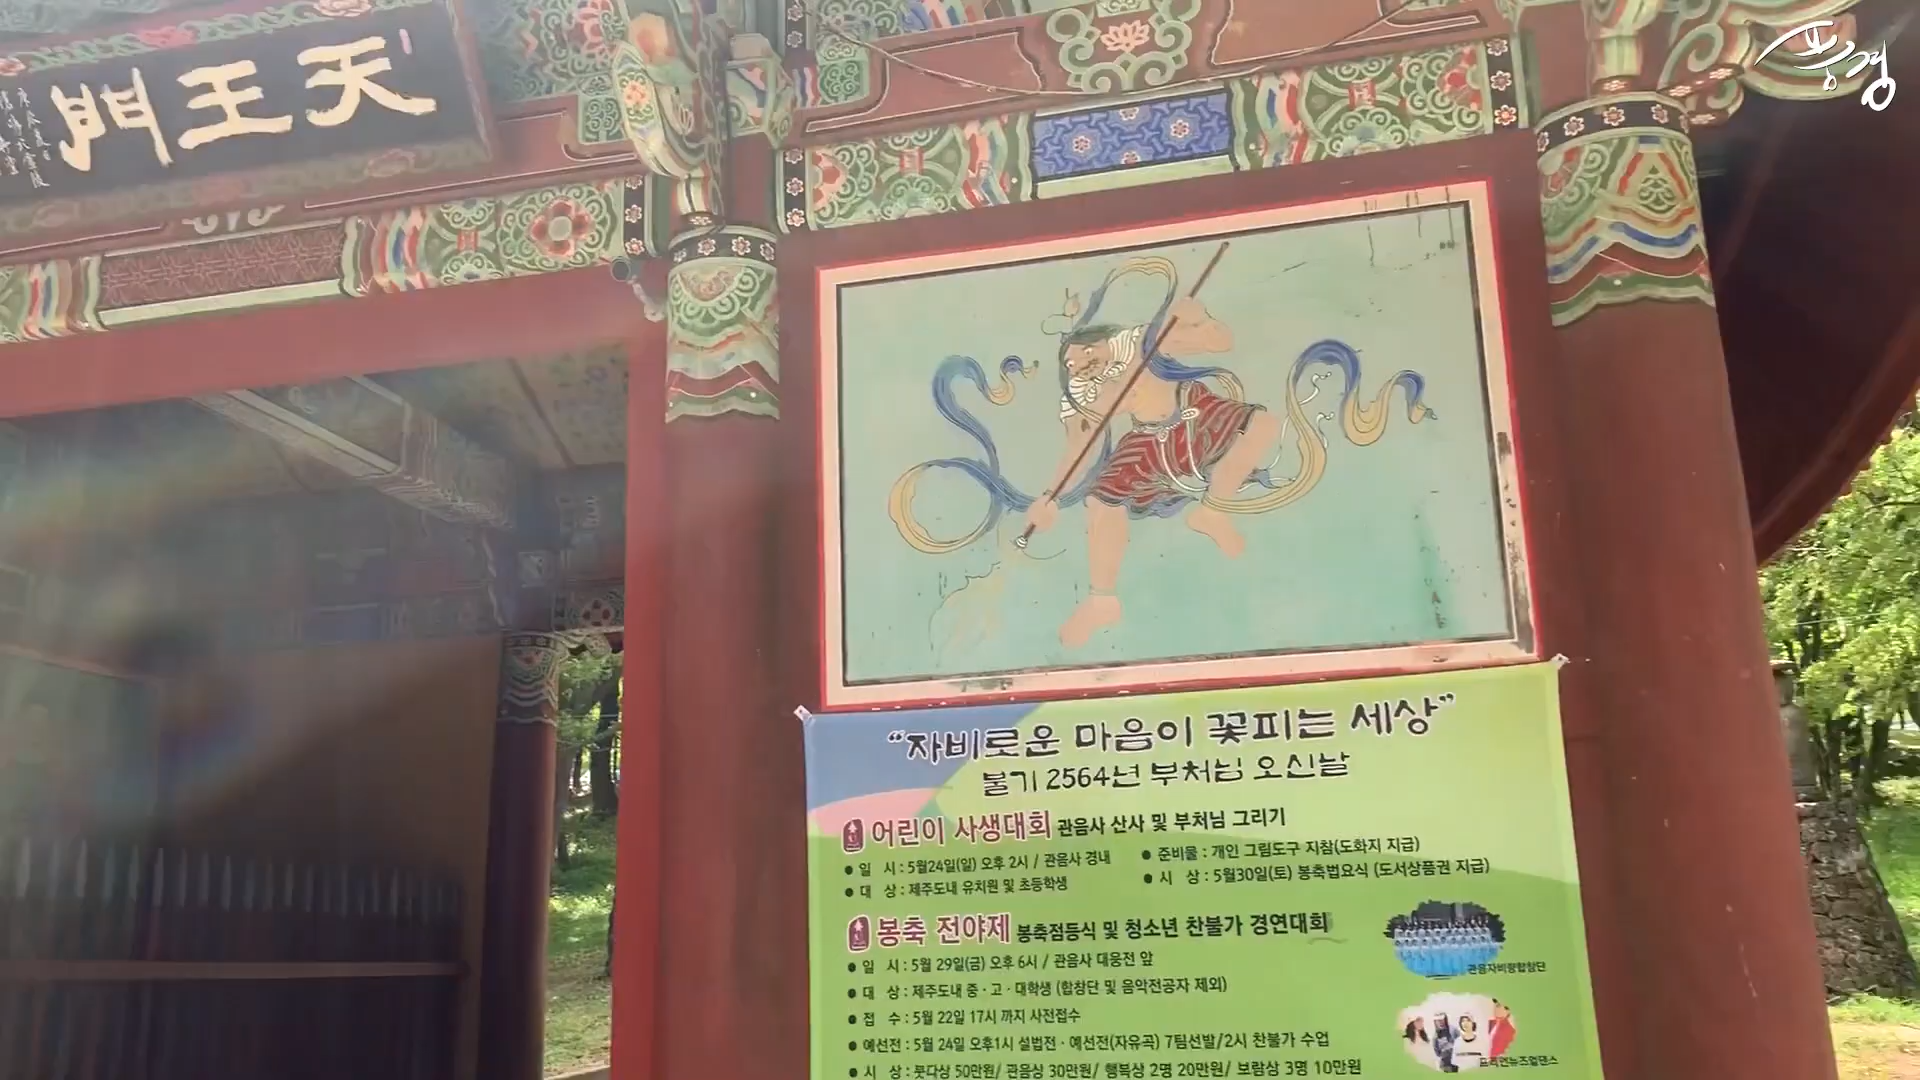 풍경
門王天
“자비로운 마음이 꽃피는 세상”
불기 2564년 부처님 오신날
어린이 사생대회 관음사 산사 및 부처님 그리기
● 일 시 : 5월24일(일) 오후 2시 / 관음사 경내
● 대 상 : 제주도내 유치원 및 초등학생
● 준비물 : 개인 그림도구 지참(도화지 지급)
● 시 상 : 5월30일(토) 봉축법요식 (도서상품권 지급)
봉축 전야제 봉축점등식 및 청소년 찬불가 경연대회
● 일 시 : 5월 29일(금) 오후 6시 / 관음사 대웅전 앞
● 대 상 : 제주도내 중·고·대학생 (합창단 및 음악전공자 제외)
● 접 수 : 5월 22일 17시 까지 사전접수
● 예선전 : 5월 24일 오후1시 설법전·예선전(자유곡) 7팀선발/2시 찬불가 수업
● 시 상 : 붓다상 50만원/ 관음상 30만원/ 행복상 2명 20만원/ 보람상 3명 10만원
관음자비량합창단
프리먼뉴즈얼댄스